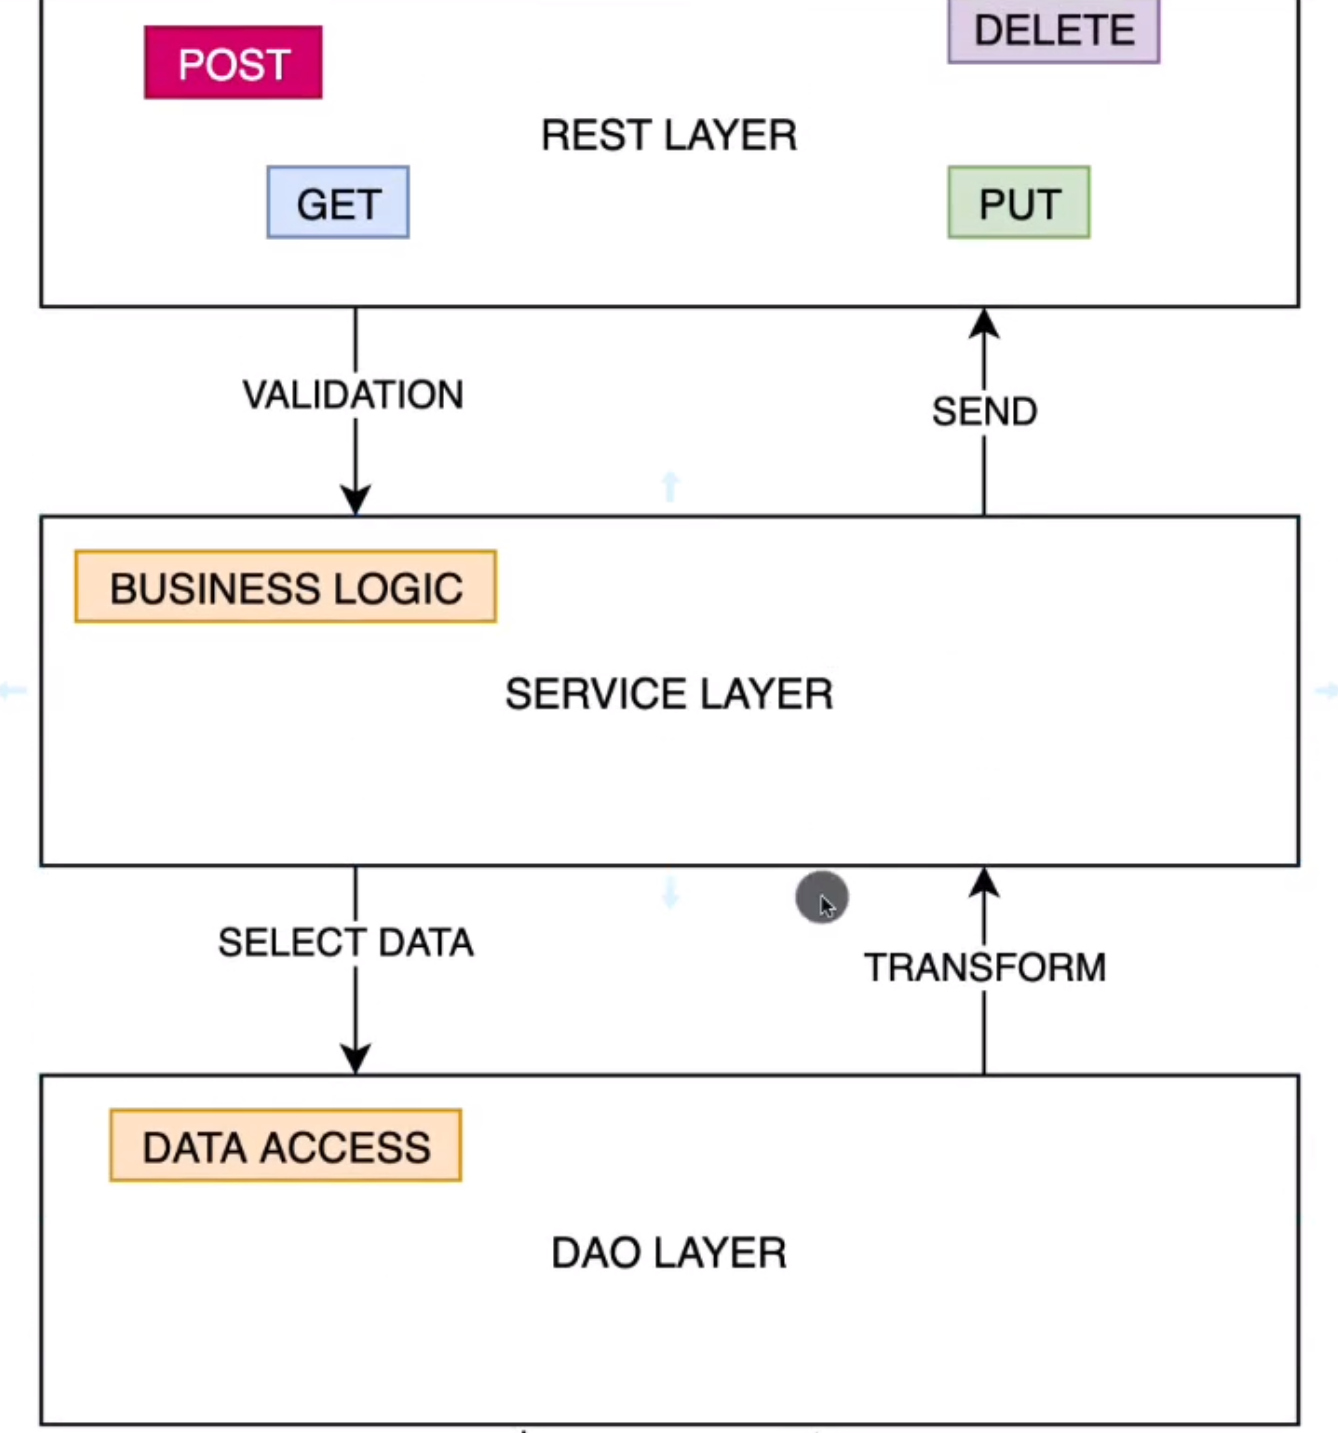 DELETE
POST
REST LAYER
GET
PUT
VALIDATION
SEND
BUSINESS LOGIC
SERVICE LAYER
SELECT DATA
TRANSFORM
DATA ACCESS
DAO LAYER